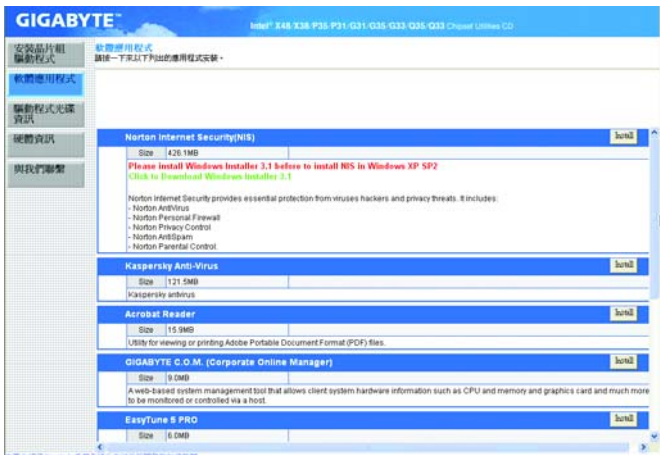 GIGABYTE™
Intel® X48/X38/P35/P31/G31/G35/G33/Q35/Q33 Chipset Utilities CD
安裝晶片組
驅動程式
軟體應用程式
驅動程式光碟
資訊
硬體資訊
與我們聯繫
軟體應用程式
請按一下來以下列出的應用程式安裝。
Norton Internet Security(NIS)
Install
Size 426.1MB
Please install Windows Installer 3.1 before to install NIS in Windows XP SP2
Click to Download Windows Installer 3.1
Norton Internet Security provides essential protection from viruses hackers and privacy threats. It includes:
- Norton AntiVirus
- Norton Personal Firewall
- Norton Privacy Control
- Norton AntiSpam
- Norton Parental Control.
Kaspersky Anti-Virus
Install
Size 121.5MB
Kaspersky antivirus
Acrobat Reader
Install
Size 15.9MB
Utility for viewing or printing Adobe Portable Document Format (PDF) files.
GIGABYTE C.O.M. (Corporate Online Manager)
Install
Size 9.0MB
A web-based system management tool that allows client system hardware information such as CPU and memory and graphics card and much more
to be monitored or controlled via a host.
EasyTune 5 PRO
Install
Size 6.0MB